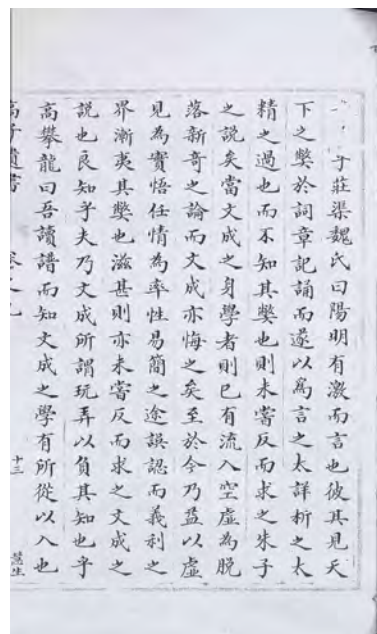 子莊渠魏氏曰陽明有激而言也彼其見天
下之弊於詞章記誦而遂以為言之太詳析之太
精之過也而不知其弊也則未嘗反而求之朱子
之說矣當文成之身學者則已有流入空虛為脫
落新奇之論而文成亦悔之矣至於今乃益以虛
見為實悟任情為率性易簡之途誤認而義利之
界漸夷其弊也滋甚則亦未嘗反而求之文成之
說也良知乎夫乃文成所謂玩弄以負其知也乎
高攀龍曰吾讀譜而知文成之學有所從以入也
高子遺書
十三